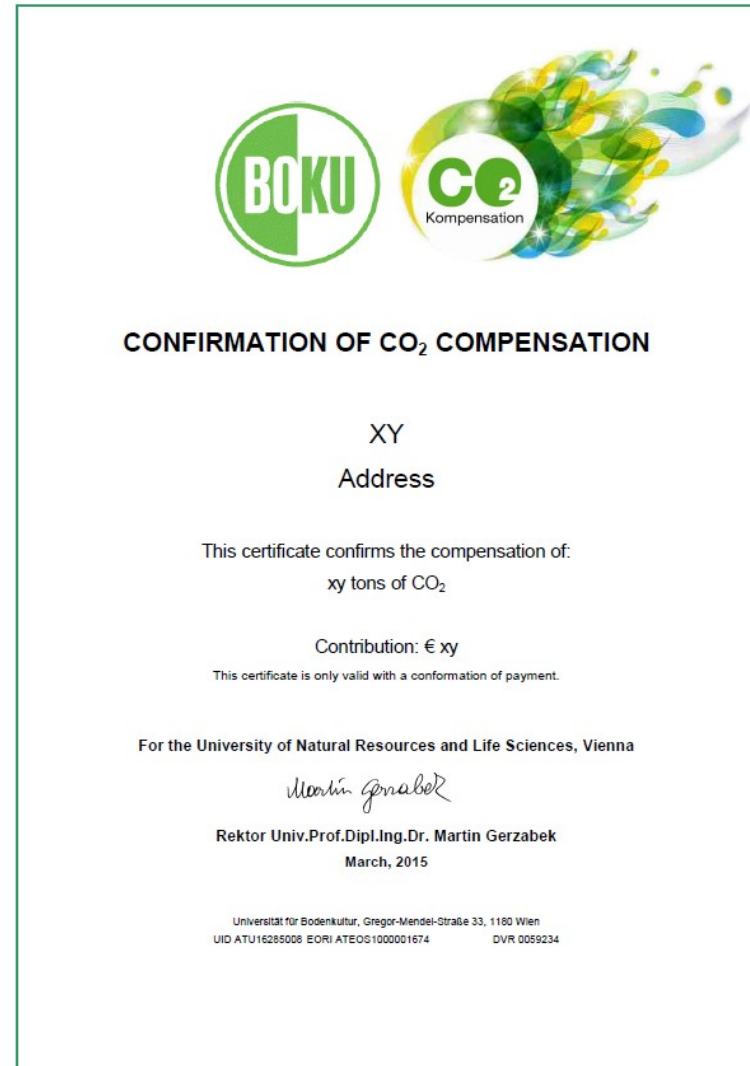 BOKU
CO2
Kompensation
CONFIRMATION OF CO₂ COMPENSATION
XY
Address
This certificate confirms the compensation of:
xy tons of CO₂
Contribution: € xy
This certificate is only valid with a conformation of payment.
For the University of Natural Resources and Life Sciences, Vienna
Martin Gerzabek
Rektor Univ.Prof.Dipl.Ing.Dr. Martin Gerzabek
March, 2015
Universität für Bodenkultur, Gregor-Mendel-Straße 33, 1180 Wien
UID ATU16285008 EORI ATEOS1000001674 DVR 0059234